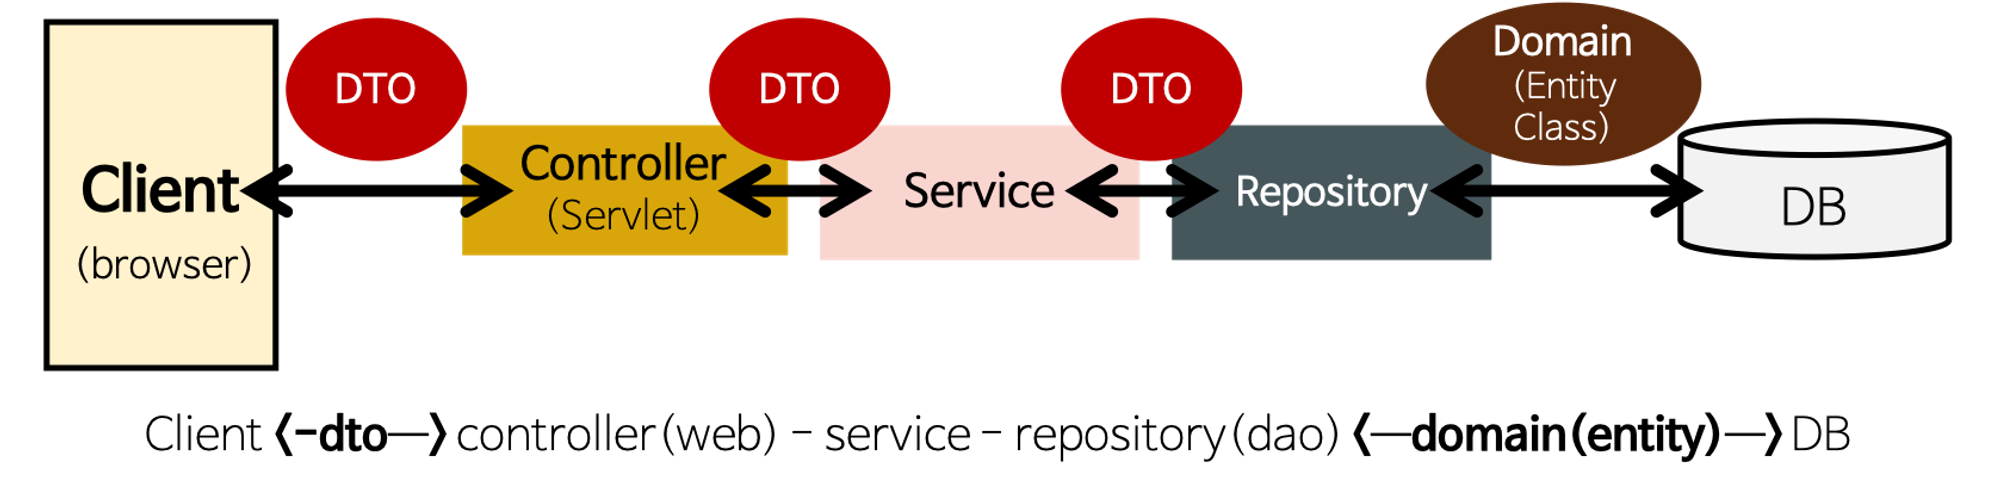 DTO
DTO
DTO
Domain
(Entity
Class)
Client
(browser)
Controller
(Servlet)
Service
Repository
DB
Client ⟨-dto—⟩ controller(web) - service - repository(dao) ⟨—domain(entity)—⟩ DB